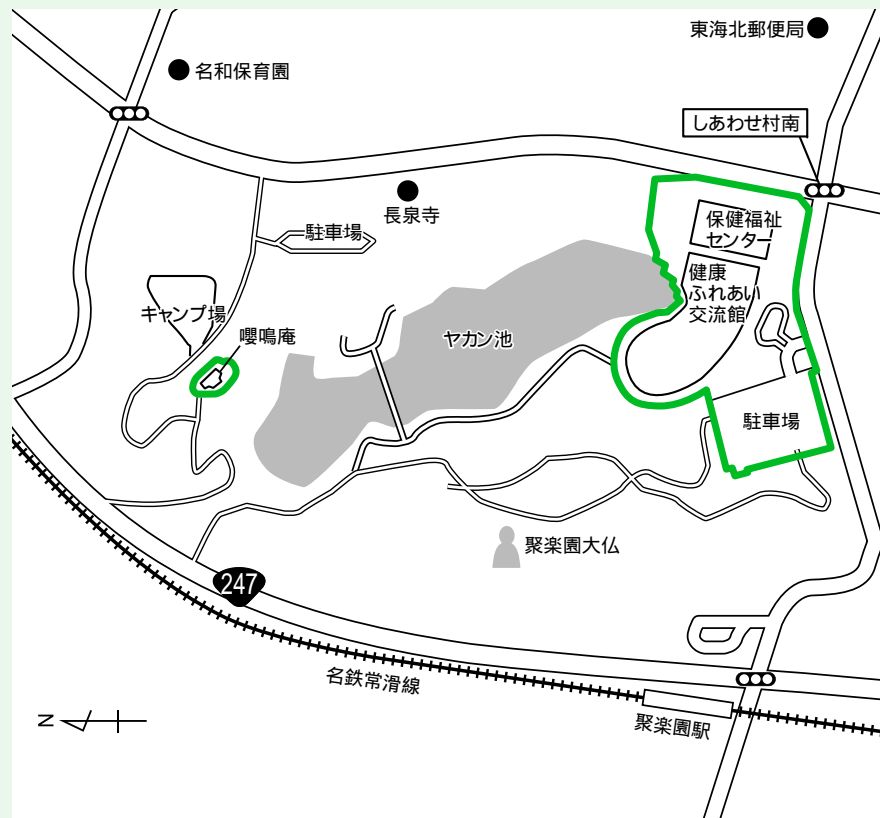 東海北郵便局
名和保育園
しあわせ村南
長泉寺
保健福祉
センター
駐車場
健康
ふれあい
交流館
キャンプ場
嚶鳴庵
ヤカン池
駐車場
聚楽園大仏
247
名鉄常滑線
聚楽園駅
N